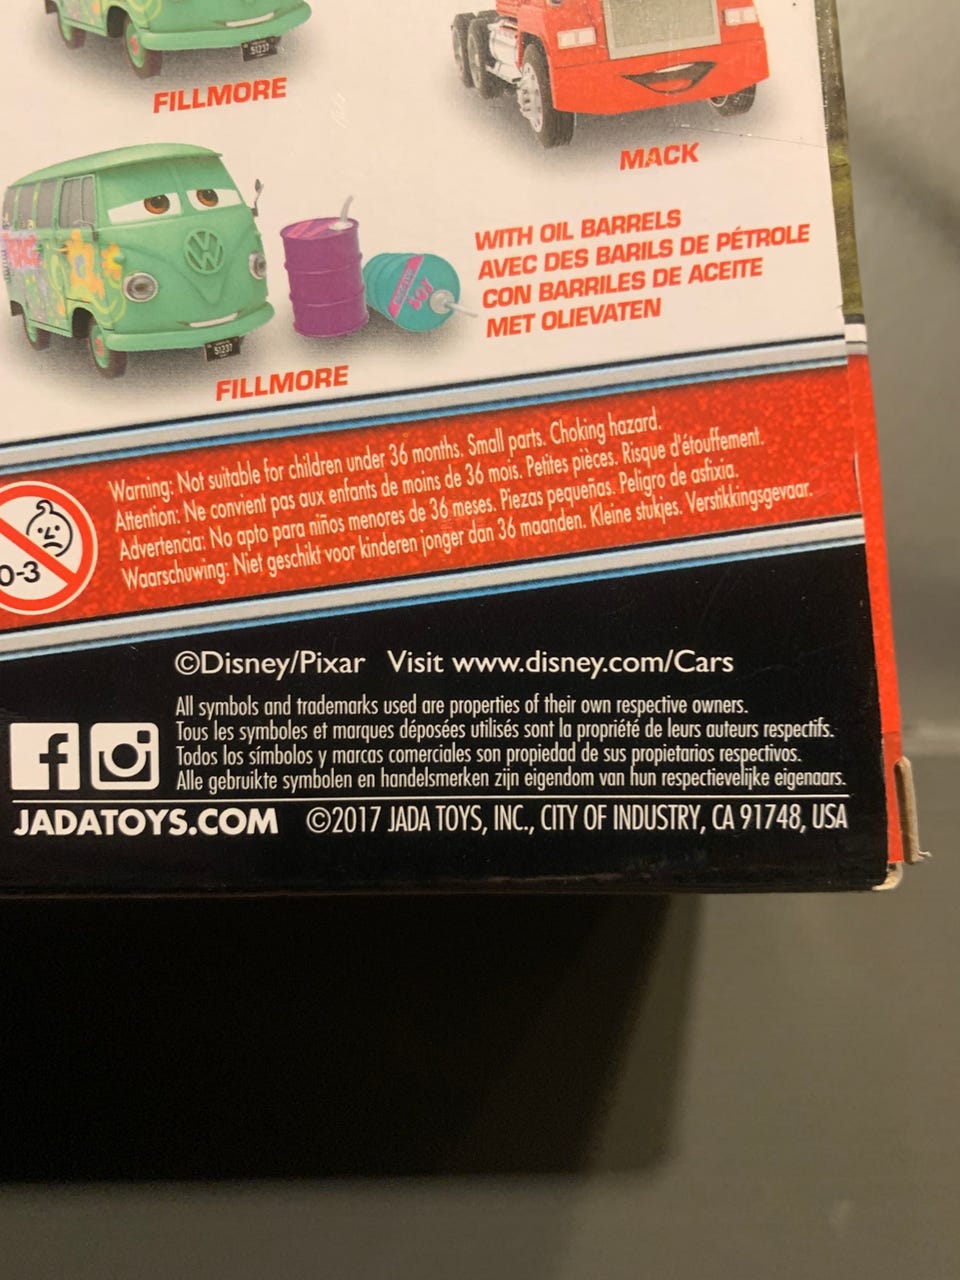 51237
FILLMORE
MACK
WITH OIL BARRELS
AVEC DES BARILS DE PÉTROLE
CON BARRILES DE ACEITE
MET OLIEVATEN
51237
FILLMORE
Warning: Not suitable for children under 36 months. Small parts. Choking hazard.
Attention: Ne convient pas aux enfants de moins de 36 mois. Petites pièces. Risque d'étouffement.
Advertencia: No apto para niños menores de 36 meses. Piezas pequeñas. Peligro de asfixia.
Waarschuwing: Niet geschikt voor kinderen jonger dan 36 maanden. Kleine stukjes. Verstikkingsgevaar.
0-3
©Disney/Pixar Visit www.disney.com/Cars
All symbols and trademarks used are properties of their own respective owners.
Tous les symboles et marques déposées utilisés sont la propriété de leurs auteurs respectifs.
Todos los símbolos y marcas comerciales son propiedad de sus propietarios respectivos.
Alle gebruikte symbolen en handelsmerken zijn eigendom van hun respectievelijke eigenaars.
JADATOYS.COM ©2017 JADA TOYS, INC., CITY OF INDUSTRY, CA 91748, USA